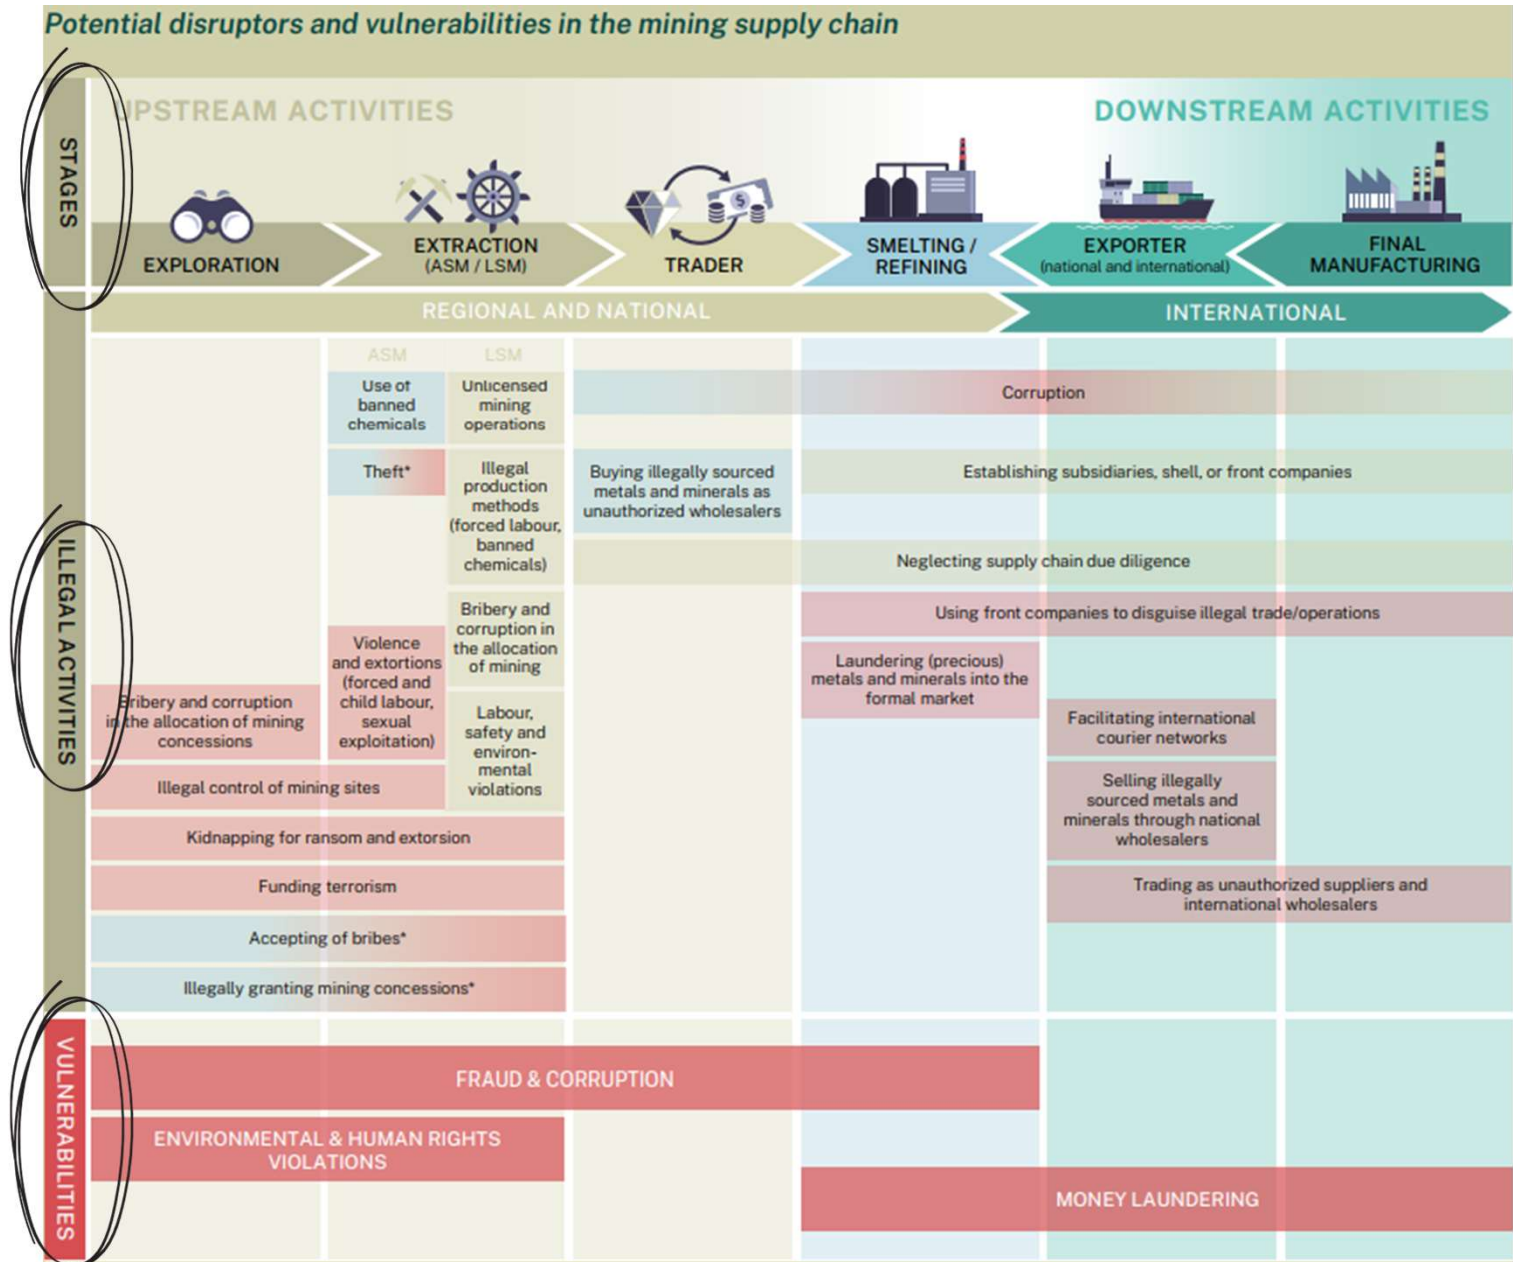 Potential disruptors and vulnerabilities in the mining supply chain
STAGES
UPSTREAM ACTIVITIES
DOWNSTREAM ACTIVITIES
EXPLORATION
EXTRACTION
(ASM / LSM)
TRADER
SMELTING /
REFINING
EXPORTER
(national and international)
FINAL
MANUFACTURING
REGIONAL AND NATIONAL
INTERNATIONAL
ILLEGAL ACTIVITIES
ASM
LSM
Use of
banned
chemicals
Unlicensed
mining
operations
Corruption
Theft*
Illegal
production
methods
(forced labour,
banned
chemicals)
Buying illegally sourced
metals and minerals as
unauthorized wholesalers
Establishing subsidiaries, shell, or front companies
Neglecting supply chain due diligence
Bribery and
corruption in
the allocation
of mining
Using front companies to disguise illegal trade/operations
Violence
and extortions
(forced and
child labour,
sexual
exploitation)
Laundering (precious)
metals and minerals into the
formal market
Bribery and corruption
in the allocation of mining
concessions
Labour,
safety and
environ-
mental
violations
Facilitating international
courier networks
Illegal control of mining sites
Selling illegally
sourced metals and
minerals through national
wholesalers
Kidnapping for ransom and extorsion
Funding terrorism
Trading as unauthorized suppliers and
international wholesalers
Accepting of bribes*
Illegally granting mining concessions*
VULNERABILITIES
FRAUD & CORRUPTION
ENVIRONMENTAL & HUMAN RIGHTS
VIOLATIONS
MONEY LAUNDERING